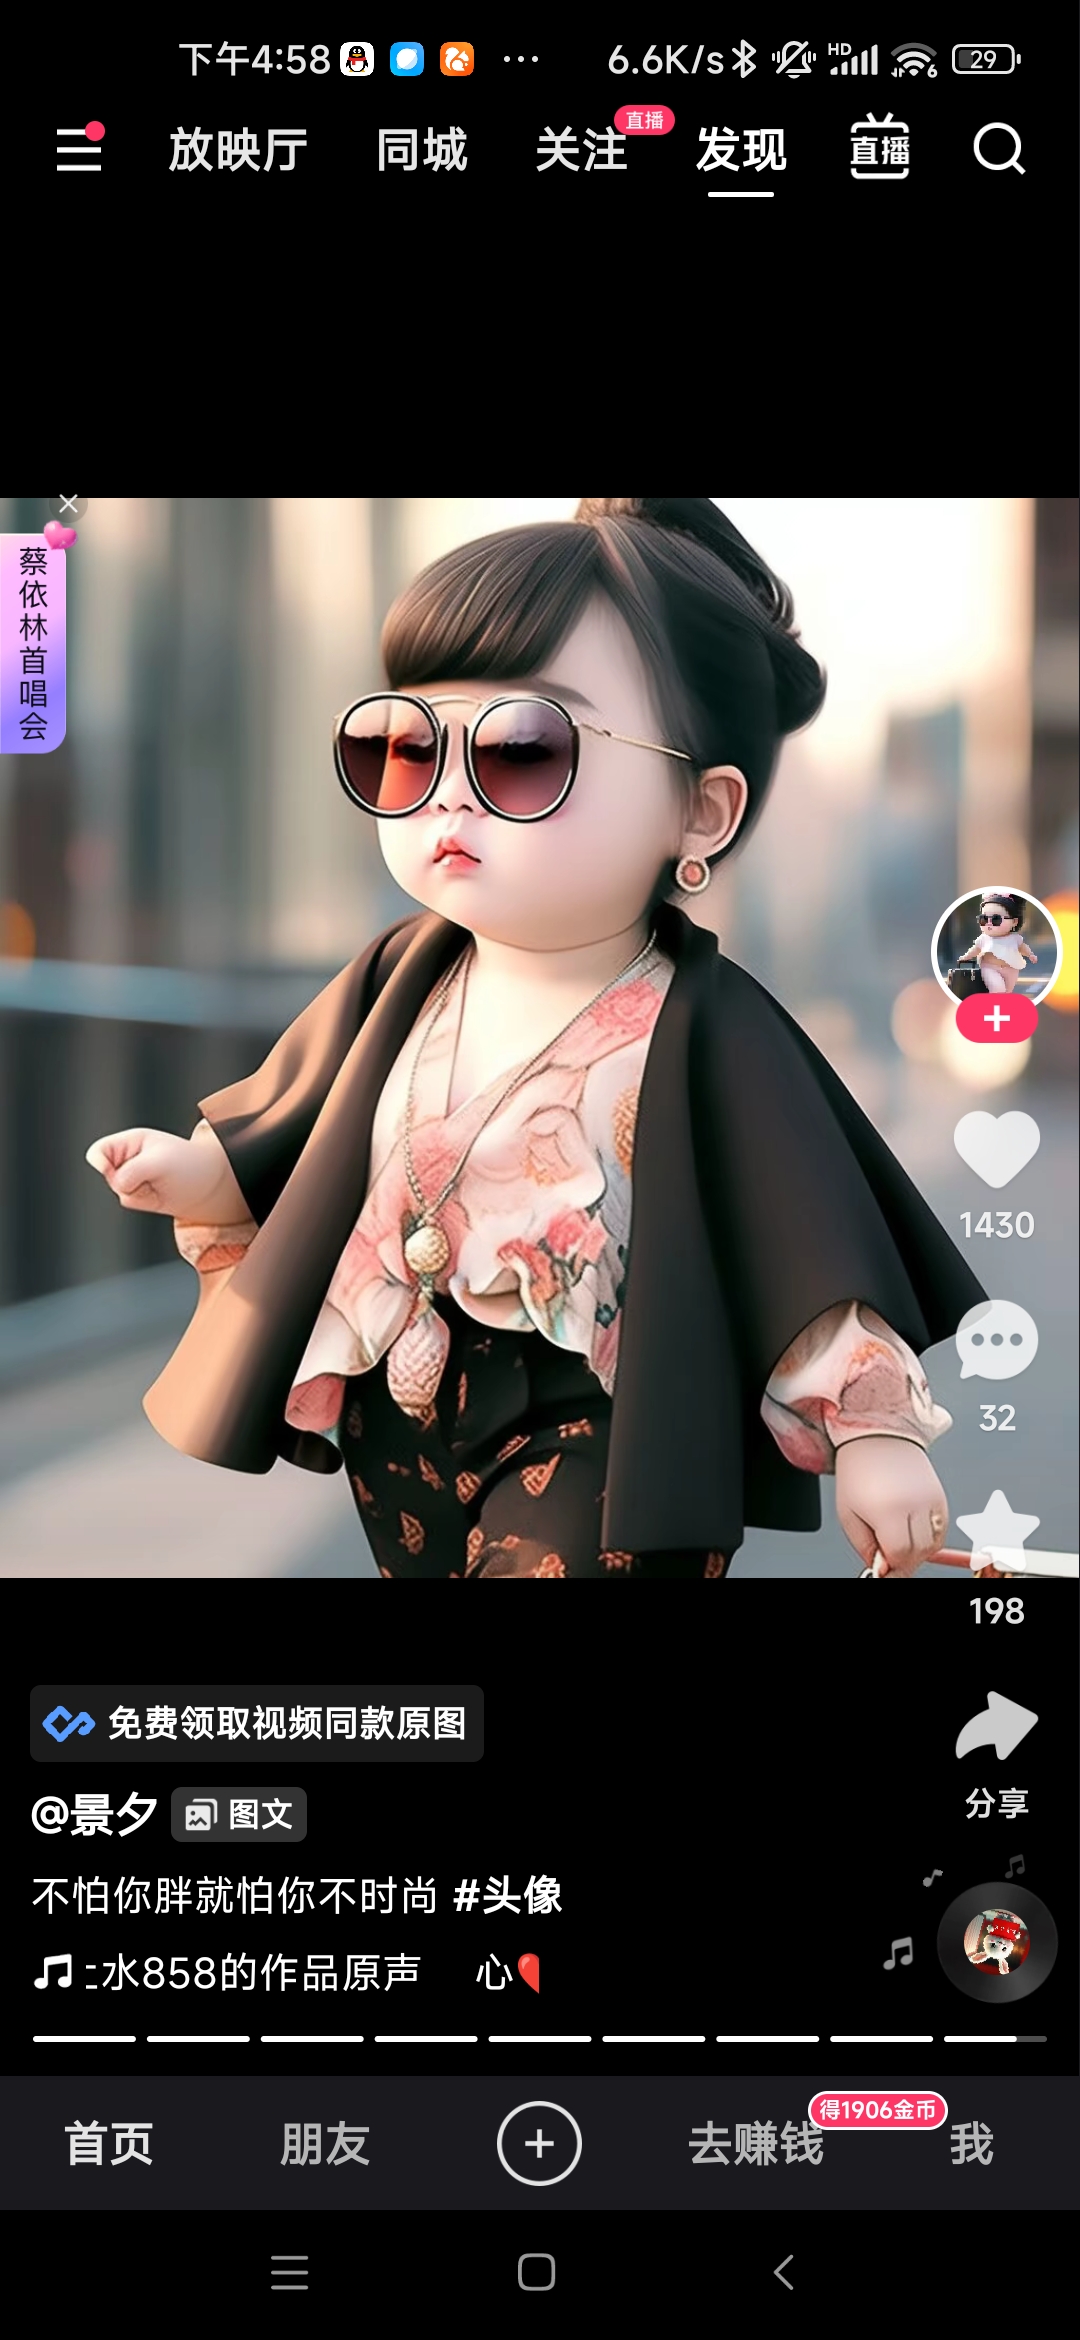 下午4:58 ... 6.6K/s HD 6 29
放映厅 同城 关注 直播 发现 直播
蔡依林首唱会
1430
32
198
免费领取视频同款原图
分享
@景夕 图文
不怕你胖就怕你不时尚 #头像
水858的作品原声 心
首页 朋友 去赚钱 得1906金币 我